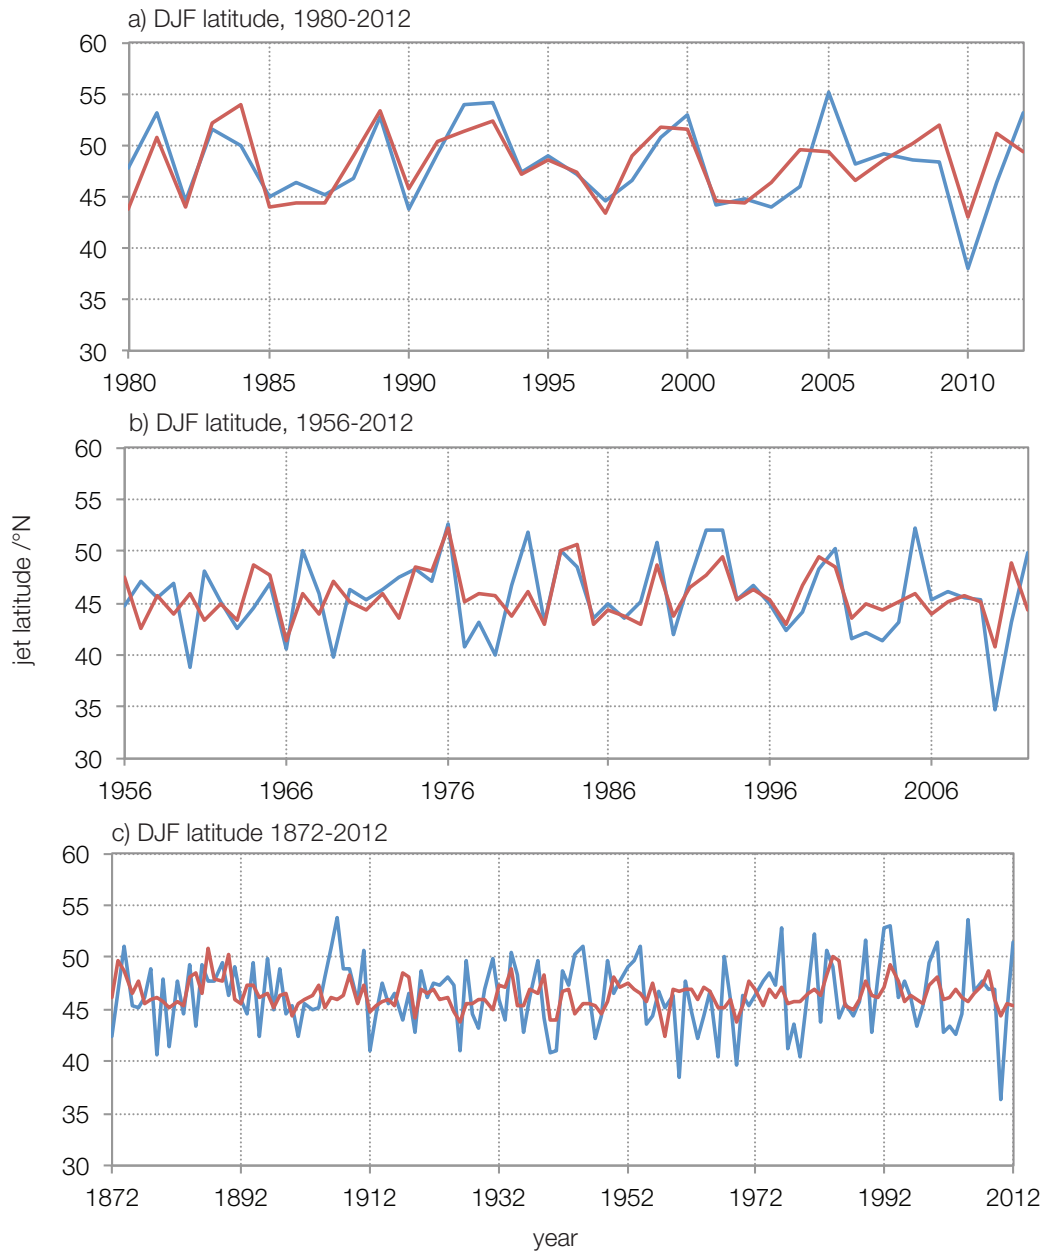 a) DJF latitude, 1980-2012
60
55
50
45
40
35
30
1980 1985 1990 1995 2000 2005 2010
b) DJF latitude, 1956-2012
60
55
50
45
40
35
30
1956 1966 1976 1986 1996 2006
jet latitude /°N
c) DJF latitude 1872-2012
60
55
50
45
40
35
30
1872 1892 1912 1932 1952 1972 1992 2012
year